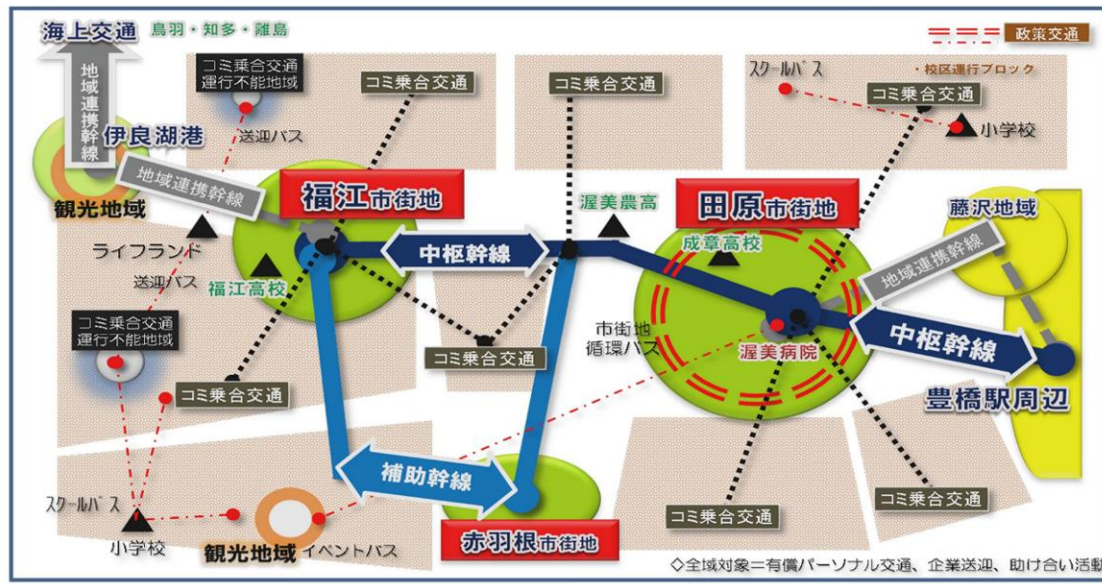 海上交通
鳥羽・知多・離島
政策交通
コミ乗合交通
運行不能地域
コミ乗合交通
コミ乗合交通
スクールバス
・校区運行ブロック
コミ乗合交通
小学校
地域連携幹線
伊良湖港
送迎バス
地域連携幹線
観光地域
福江市街地
渥美農高
田原市街地
藤沢地域
成章高校
ライフランド
中枢幹線
地域連携幹線
送迎バス
福江高校
コミ乗合交通
運行不能地域
市街地
循環バス
渥美病院
中枢幹線
コミ乗合交通
コミ乗合交通
豊橋駅周辺
補助幹線
スクールバス
コミ乗合交通
コミ乗合交通
小学校
観光地域
イベントバス
赤羽根市街地
◇全域対象＝有償パーソナル交通、企業送迎、助け合い活動